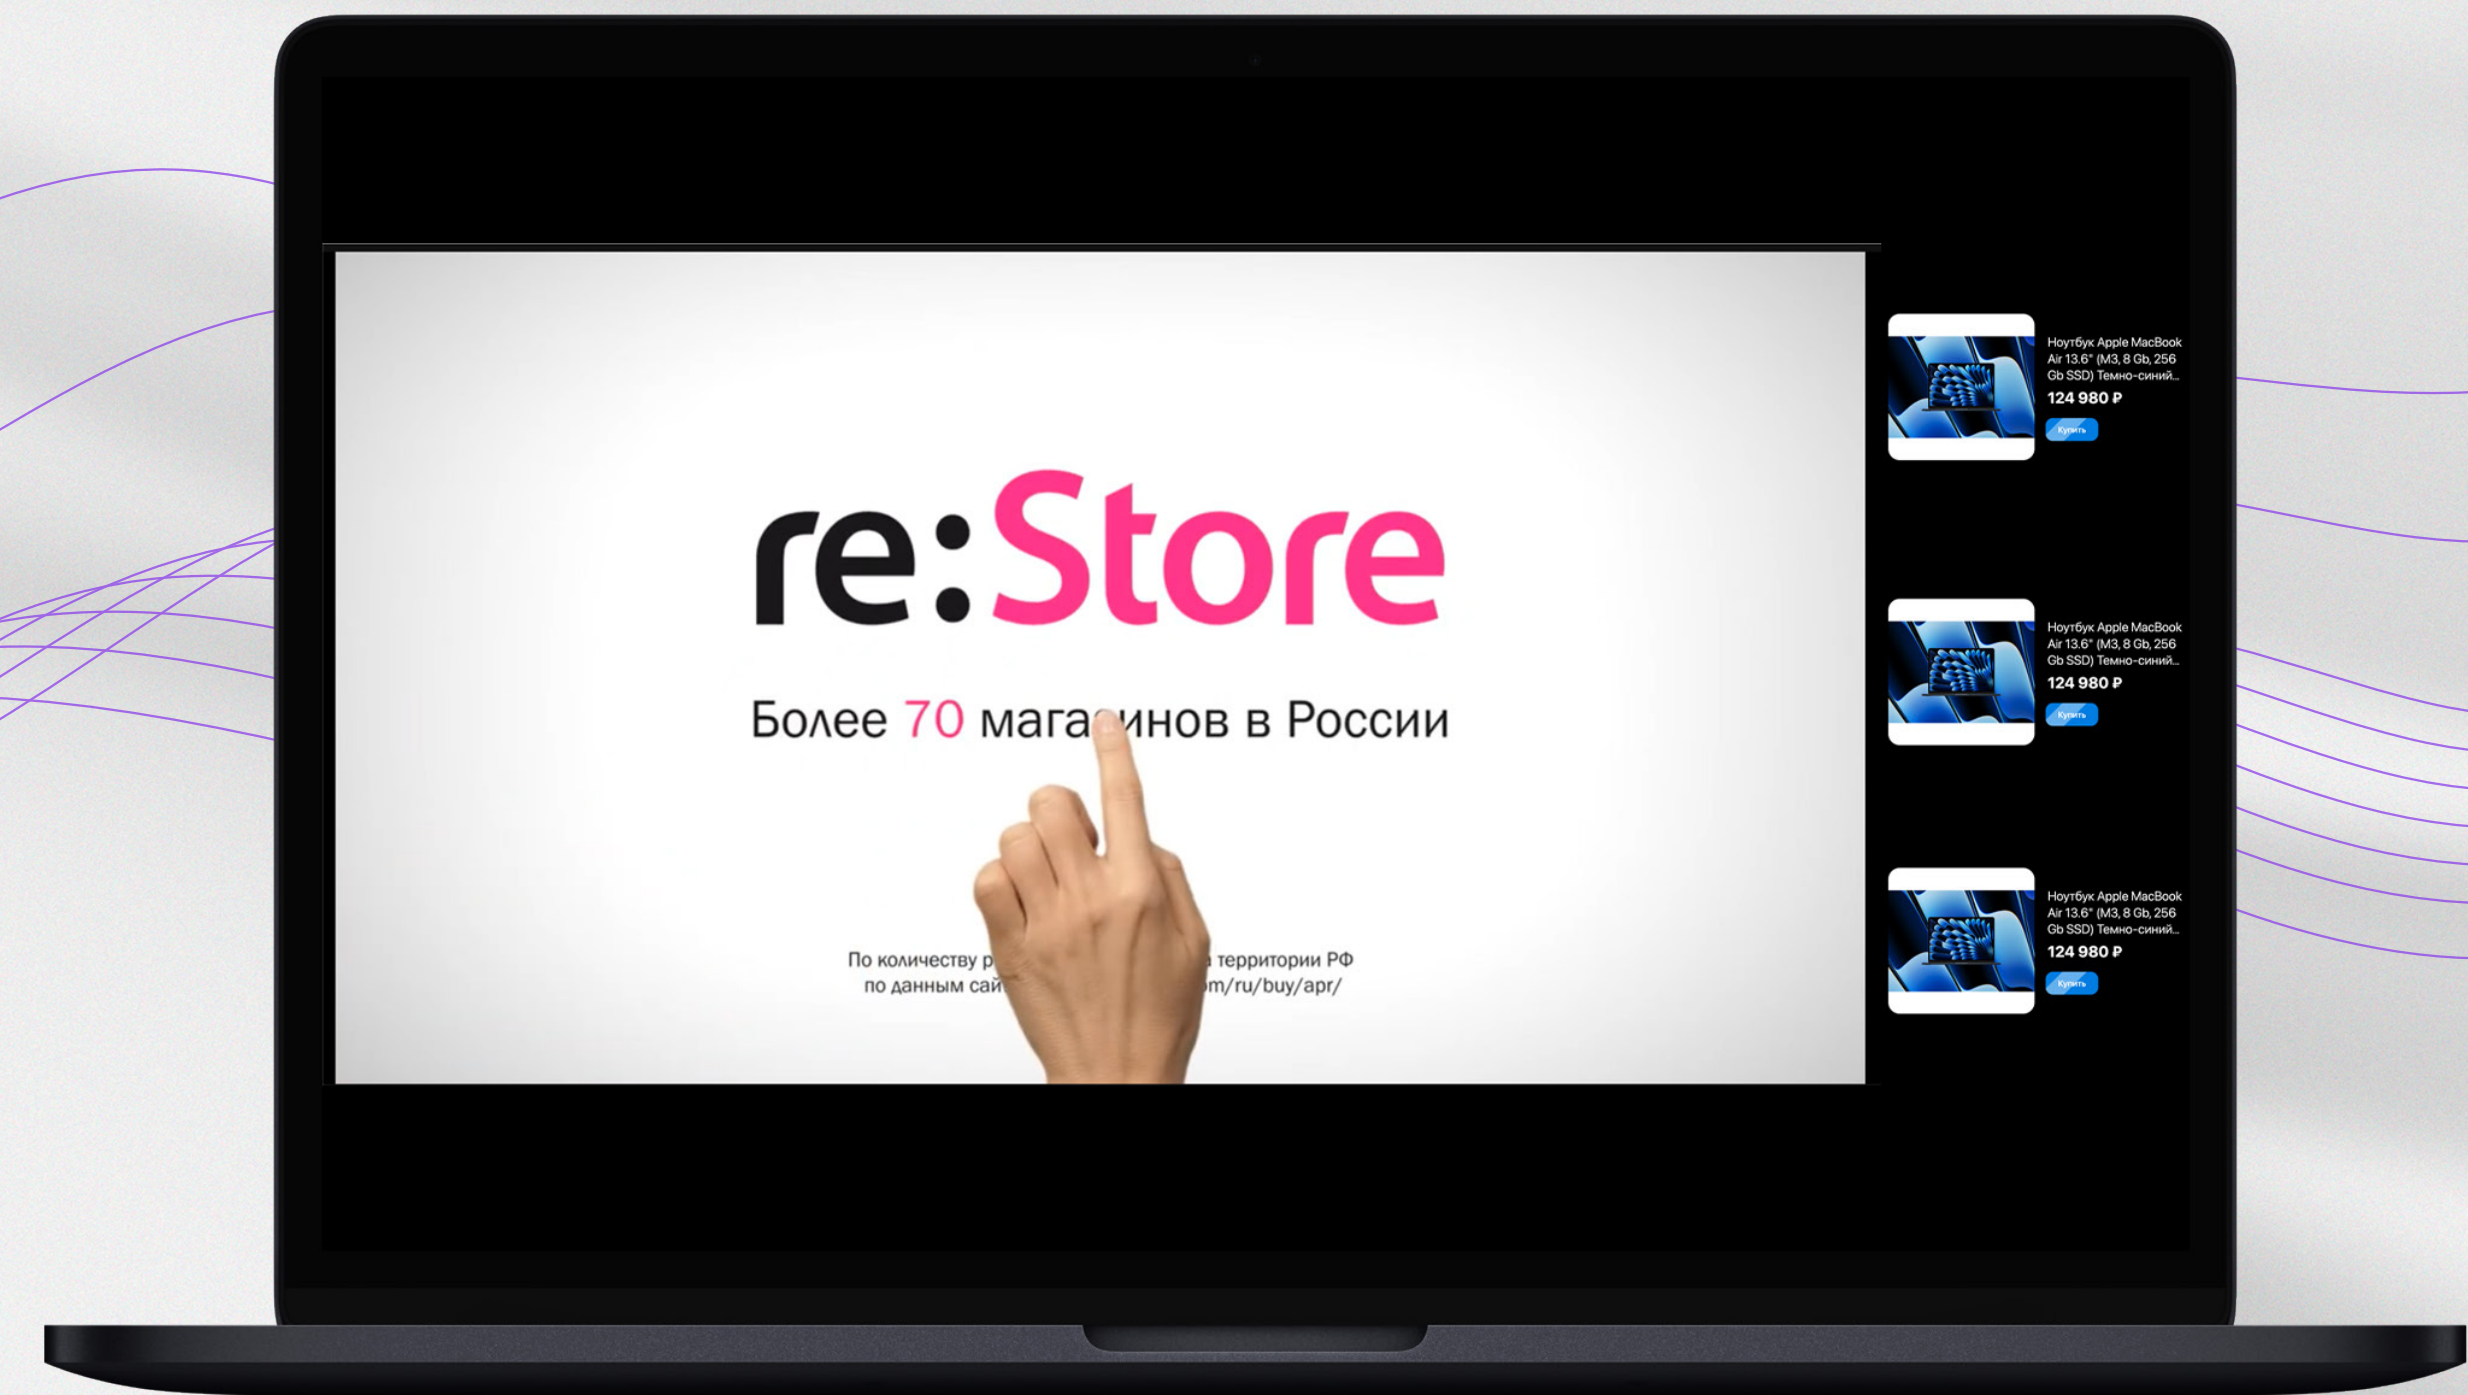 re:Store
Более 70 магазинов в России
По количеству р территории РФ
по данным сай om/ru/buy/apr/
Ноутбук Apple MacBook
Air 13.6" (M3, 8 Gb, 256
Gb SSD) Темно-синий...
124 980 ₽
Купить
Ноутбук Apple MacBook
Air 13.6" (M3, 8 Gb, 256
Gb SSD) Темно-синий...
124 980 ₽
Купить
Ноутбук Apple MacBook
Air 13.6" (M3, 8 Gb, 256
Gb SSD) Темно-синий...
124 980 ₽
Купить